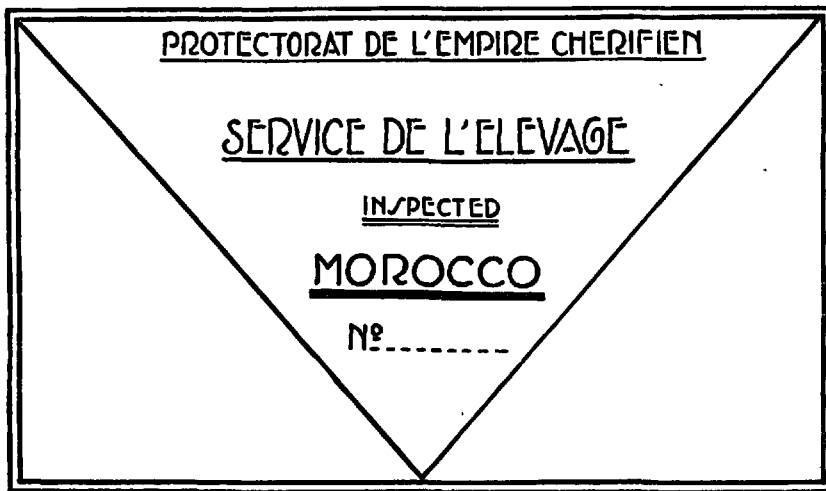 PROTECTORAT DE L'EMPIRE CHERIFIEN
SERVICE DE L'ELEVAGE
INSPECTED
MOROCCO
Nº